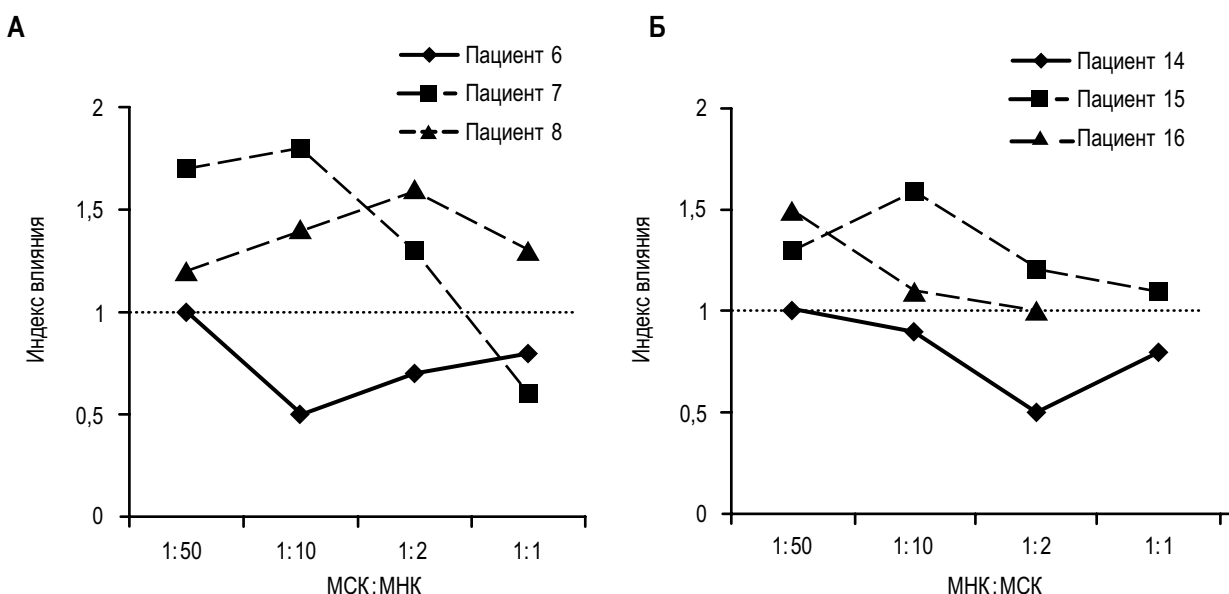 А
Пациент 6
Пациент 7
Пациент 8
Индекс влияния
2
1,5
1
0,5
0
1:50 1:10 1:2 1:1
МСК:МНК
Б
Пациент 14
Пациент 15
Пациент 16
Индекс влияния
2
1,5
1
0,5
0
1:50 1:10 1:2 1:1
МНК:МСК